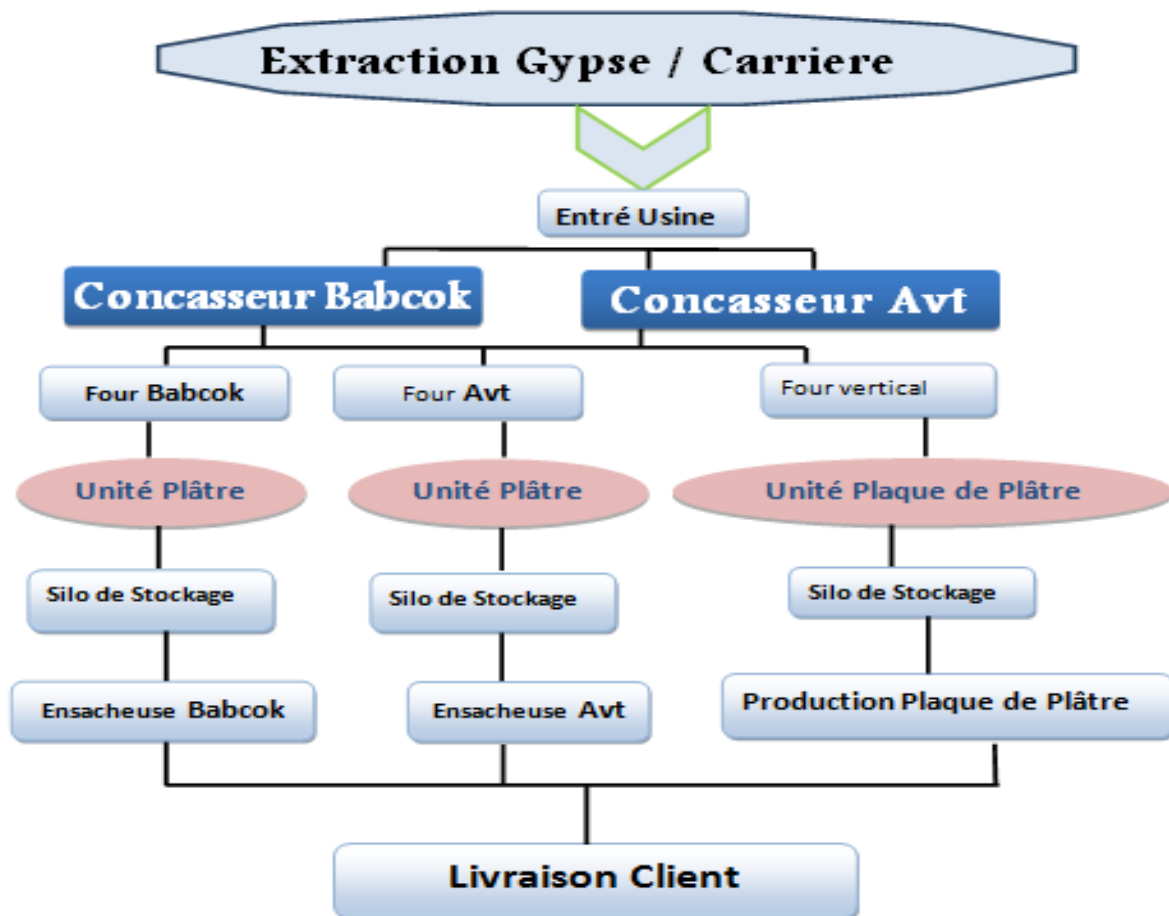 Extraction Gypse / Carriere
Entré Usine
Concasseur Babcok
Concasseur Avt
Four Babcok
Four Avt
Four vertical
Unité Plâtre
Unité Plâtre
Unité Plaque de Plâtre
Silo de Stockage
Silo de Stockage
Silo de Stockage
Ensacheuse Babcok
Ensacheuse Avt
Production Plaque de Plâtre
Livraison Client